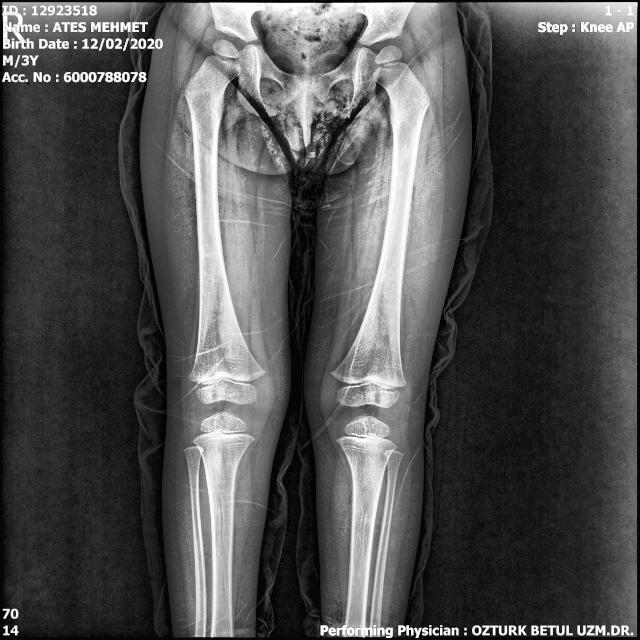 ID : 12923518
Name : ATES MEHMET
Birth Date : 12/02/2020
M/3Y
Acc. No : 6000788078
1 - 1
Step : Knee AP
R
70
14
Performing Physician : OZTURK BETUL UZM.DR.